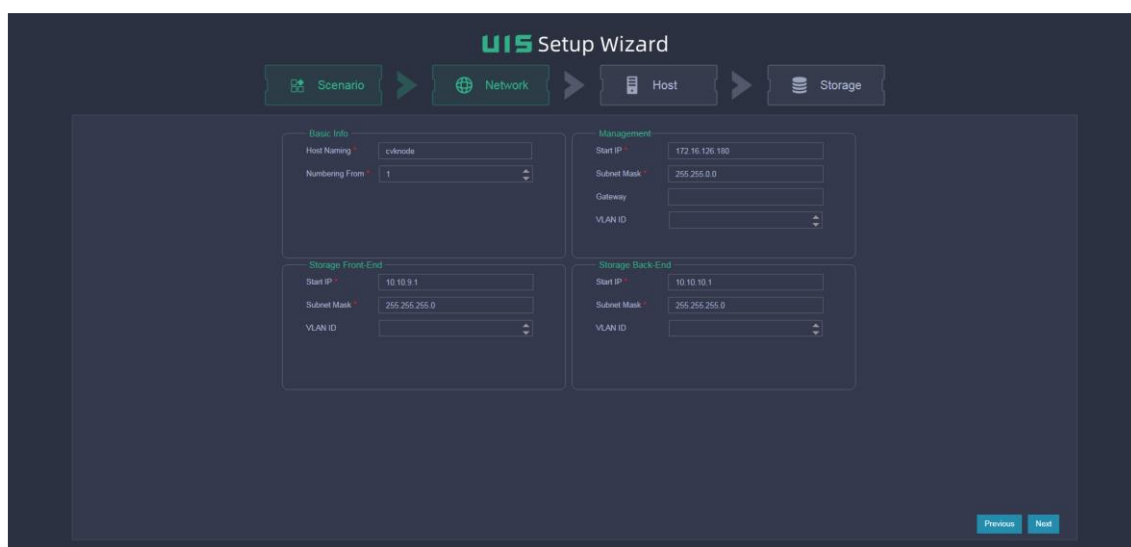 UIS Setup Wizard
Scenario Network Host Storage
Basic Info
Host Naming * cvknode
Numbering From * 1
Management
Start IP * 172.16.126.180
Subnet Mask * 255.255.0.0
Gateway
VLAN ID
Storage Front-End
Start IP * 10.10.9.1
Subnet Mask * 255.255.255.0
VLAN ID
Storage Back-End
Start IP * 10.10.10.1
Subnet Mask * 255.255.255.0
VLAN ID
Previous Next